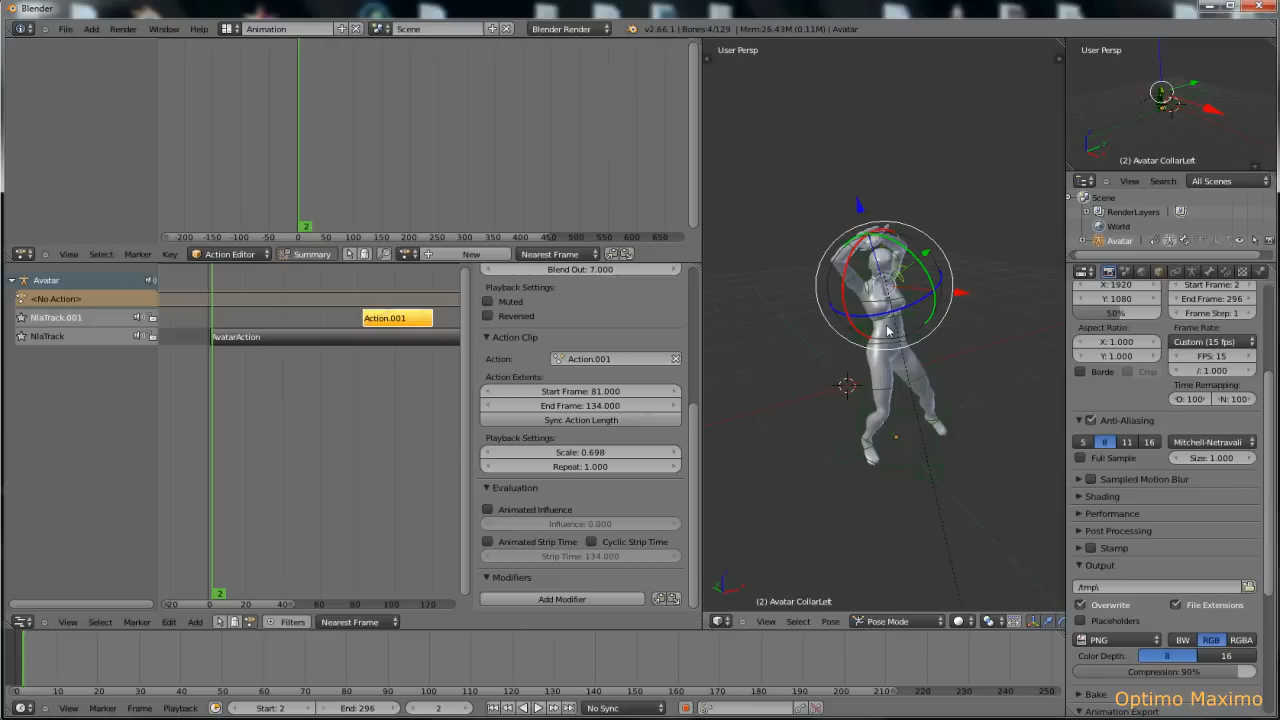 Blender
File Add Render Window Help Animation Scene Blender Render v2.66.1 | Bones:4/129 | Mem:26.43M (0.11M) | Avatar
-200 -150 -100 -50 0 50 100 150 200 250 300 350 400 450 500 550 600 650
2
View Select Marker Key Action Editor Summary New Nearest Frame
Avatar
<No Action>
NlaTrack.001
Action.001
NlaTrack
AvatarAction
-20 0 20 40 60 80 100 120
2
View Select Marker Edit Add Filters Nearest Frame
Blend Out: 7.000
Playback Settings:
Muted
Reversed
Action Clip
Action: Action.001
Action Extents:
Start Frame: 81.000
End Frame: 134.000
Sync Action Length
Playback Settings:
Scale: 0.698
Repeat: 1.000
Evaluation
Animated Influence
Influence: 0.000
Animated Strip Time Cyclic Strip Time
Strip Time: 134.000
Modifiers
Add Modifier
User Persp
(2) Avatar CollarLeft
View Select Pose Pose Mode
User Persp
(2) Avatar CollarLeft
View Search All Scenes
Scene
RenderLayers
World
Avatar
X: 1920 Start Frame: 2
Y: 1080 End Frame: 296
50% Frame Step: 1
Aspect Ratio: Frame Rate:
X: 1.000 Custom (15 fps)
Y: 1.000 FPS: 15
Borde Crop /: 1.000
Time Remapping:
O: 100 N: 100
Anti-Aliasing
5 8 11 16 Mitchell-Netravali
Full Sample Size: 1.000
Sampled Motion Blur
Shading
Performance
Post Processing
Stamp
Output
/tmp\
Overwrite File Extensions
Placeholders
PNG BW RGB RGBA
Color Depth: 8 16
Compression: 90%
Bake
Animation Export
0 10 20 30 40 50 60 70 80 90 100 110 120 130 140 150 160 170 180 190 200 210 220 230 240 250
View Marker Frame Playback Start: 2 End: 296 2 No Sync
Optimo Maximo